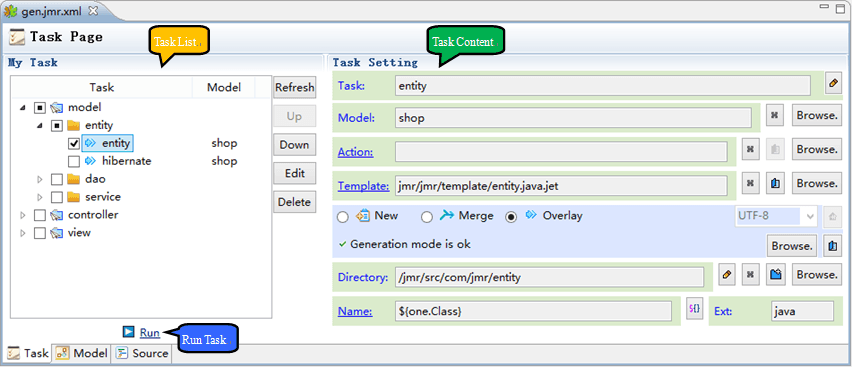 gen.jmr.xml
Task Page
Task List
Task Content
My Task
Task Setting
Task Model
Refresh
Up
Down
Edit
Delete
model
entity
entity shop
hibernate shop
dao
service
controller
view
Run
Run Task
Task: entity
Model: shop Browse.
Action: Browse.
Template: jmr/jmr/template/entity.java.jet Browse.
New Merge Overlay UTF-8
Generation mode is ok Browse.
Directory: /jmr/src/com/jmr/entity Browse.
Name: ${one.Class} §{} Ext: java
Task Model Source